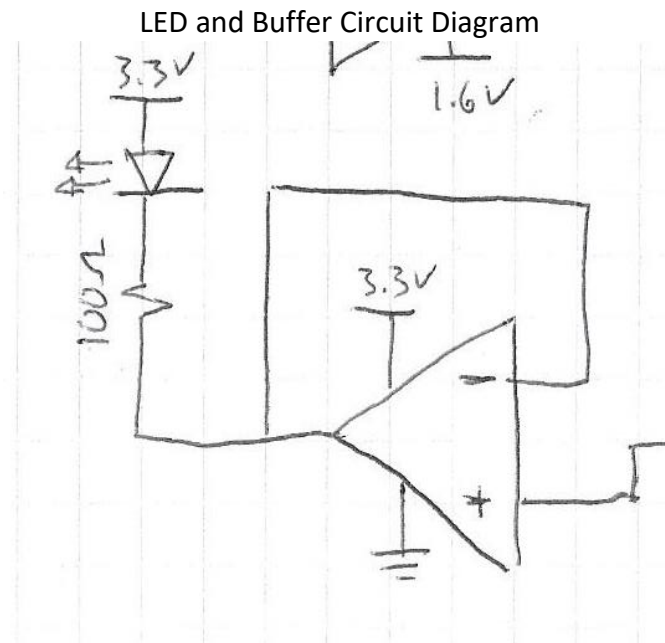 LED and Buffer Circuit Diagram
3.3V
1.6V
100Ω
3.3V
-
+